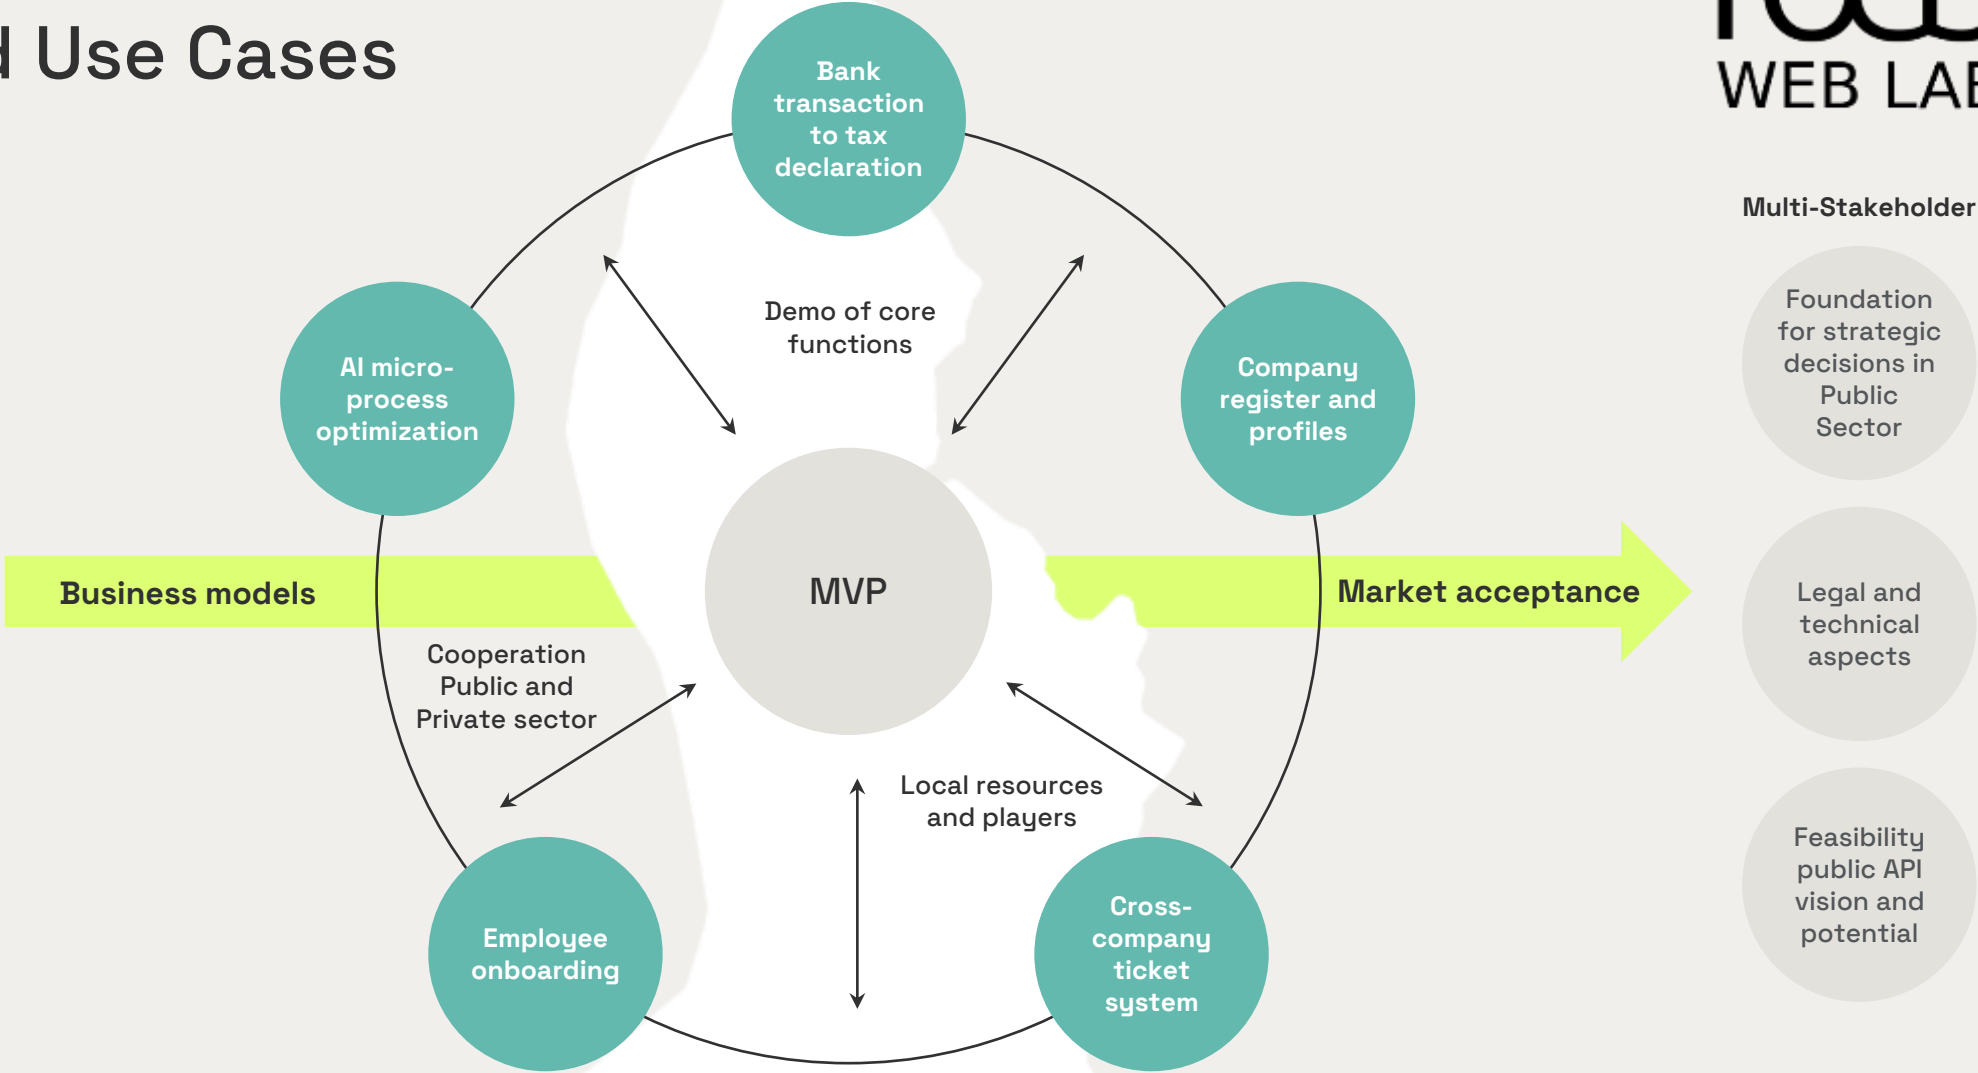 Use Cases
WEB LAB
Bank
transaction
to tax
declaration
Multi-Stakeholder
Demo of core
functions
AI micro-
process
optimization
Company
register and
profiles
Foundation
for strategic
decisions in
Public
Sector
Business models
MVP
Market acceptance
Legal and
technical
aspects
Cooperation
Public and
Private sector
Local resources
and players
Employee
onboarding
Cross-
company
ticket
system
Feasibility
public API
vision and
potential